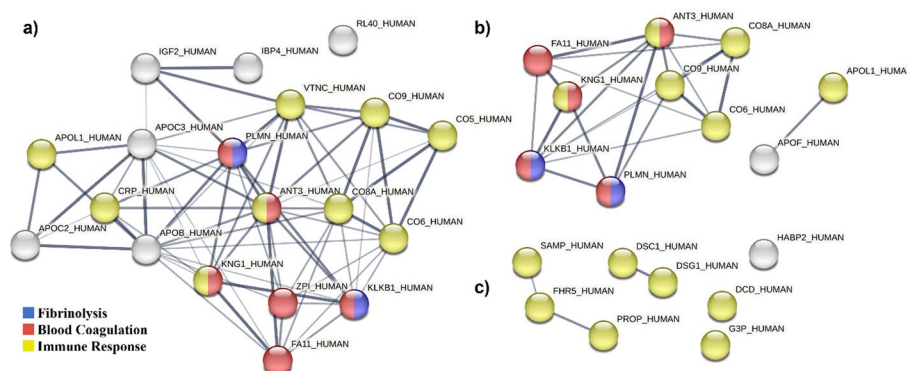 a)
RL40_HUMAN
IGF2_HUMAN
IBP4_HUMAN
VTNC_HUMAN
CO9_HUMAN
CO5_HUMAN
APOC3_HUMAN
PLMN_HUMAN
APOL1_HUMAN
CRP_HUMAN
ANT3_HUMAN
CO8A_HUMAN
CO6_HUMAN
APOC2_HUMAN
APOB_HUMAN
KNG1_HUMAN
ZPI_HUMAN
KLKB1_HUMAN
FA11_HUMAN
Fibrinolysis
Blood Coagulation
Immune Response
b)
ANT3_HUMAN
CO8A_HUMAN
FA11_HUMAN
KNG1_HUMAN
CO9_HUMAN
APOL1_HUMAN
CO6_HUMAN
APOF_HUMAN
KLKB1_HUMAN
PLMN_HUMAN
HABP2_HUMAN
c)
SAMP_HUMAN
DSC1_HUMAN
DSG1_HUMAN
FHR5_HUMAN
DCD_HUMAN
PROP_HUMAN
G3P_HUMAN